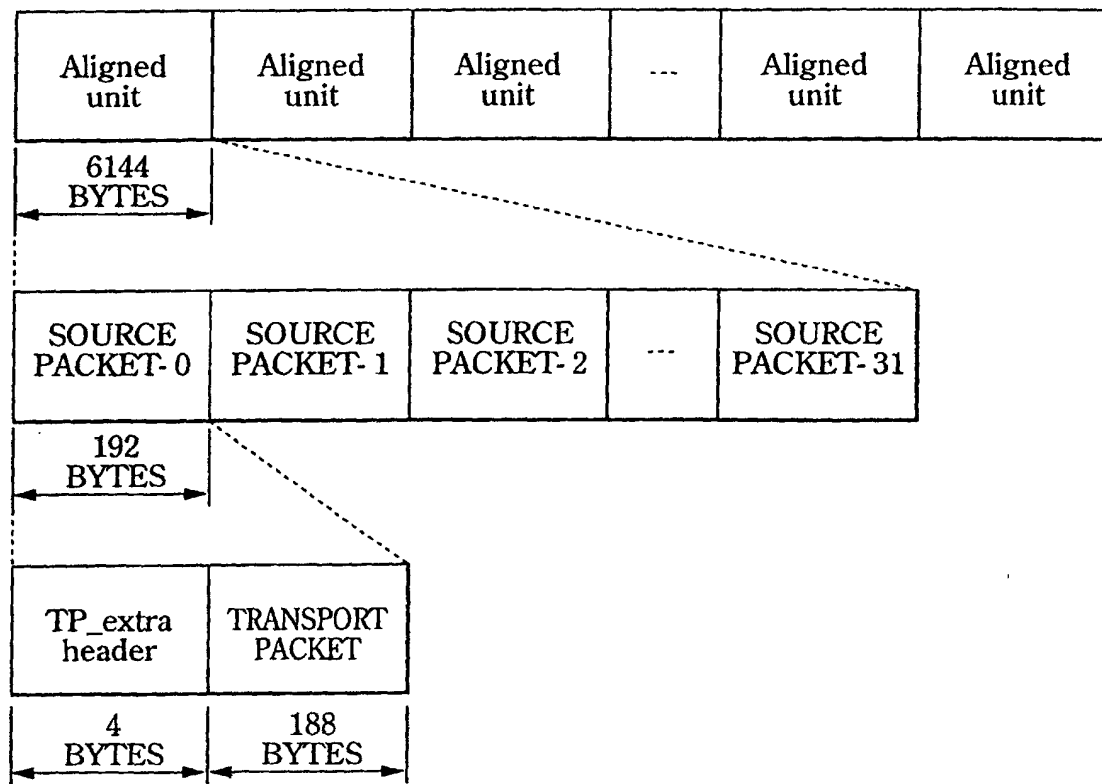 Aligned unit
Aligned unit
Aligned unit
---
Aligned unit
Aligned unit
6144 BYTES
SOURCE PACKET- 0
SOURCE PACKET- 1
SOURCE PACKET- 2
---
SOURCE PACKET- 31
192 BYTES
TP_extra header
TRANSPORT PACKET
4 BYTES
188 BYTES